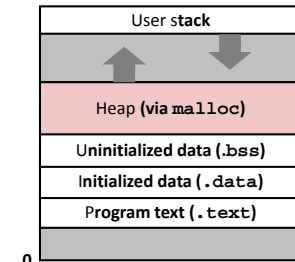 User stack
Heap (via malloc)
Uninitialized data (.bss)
Initialized data (.data)
Program text (.text)
0